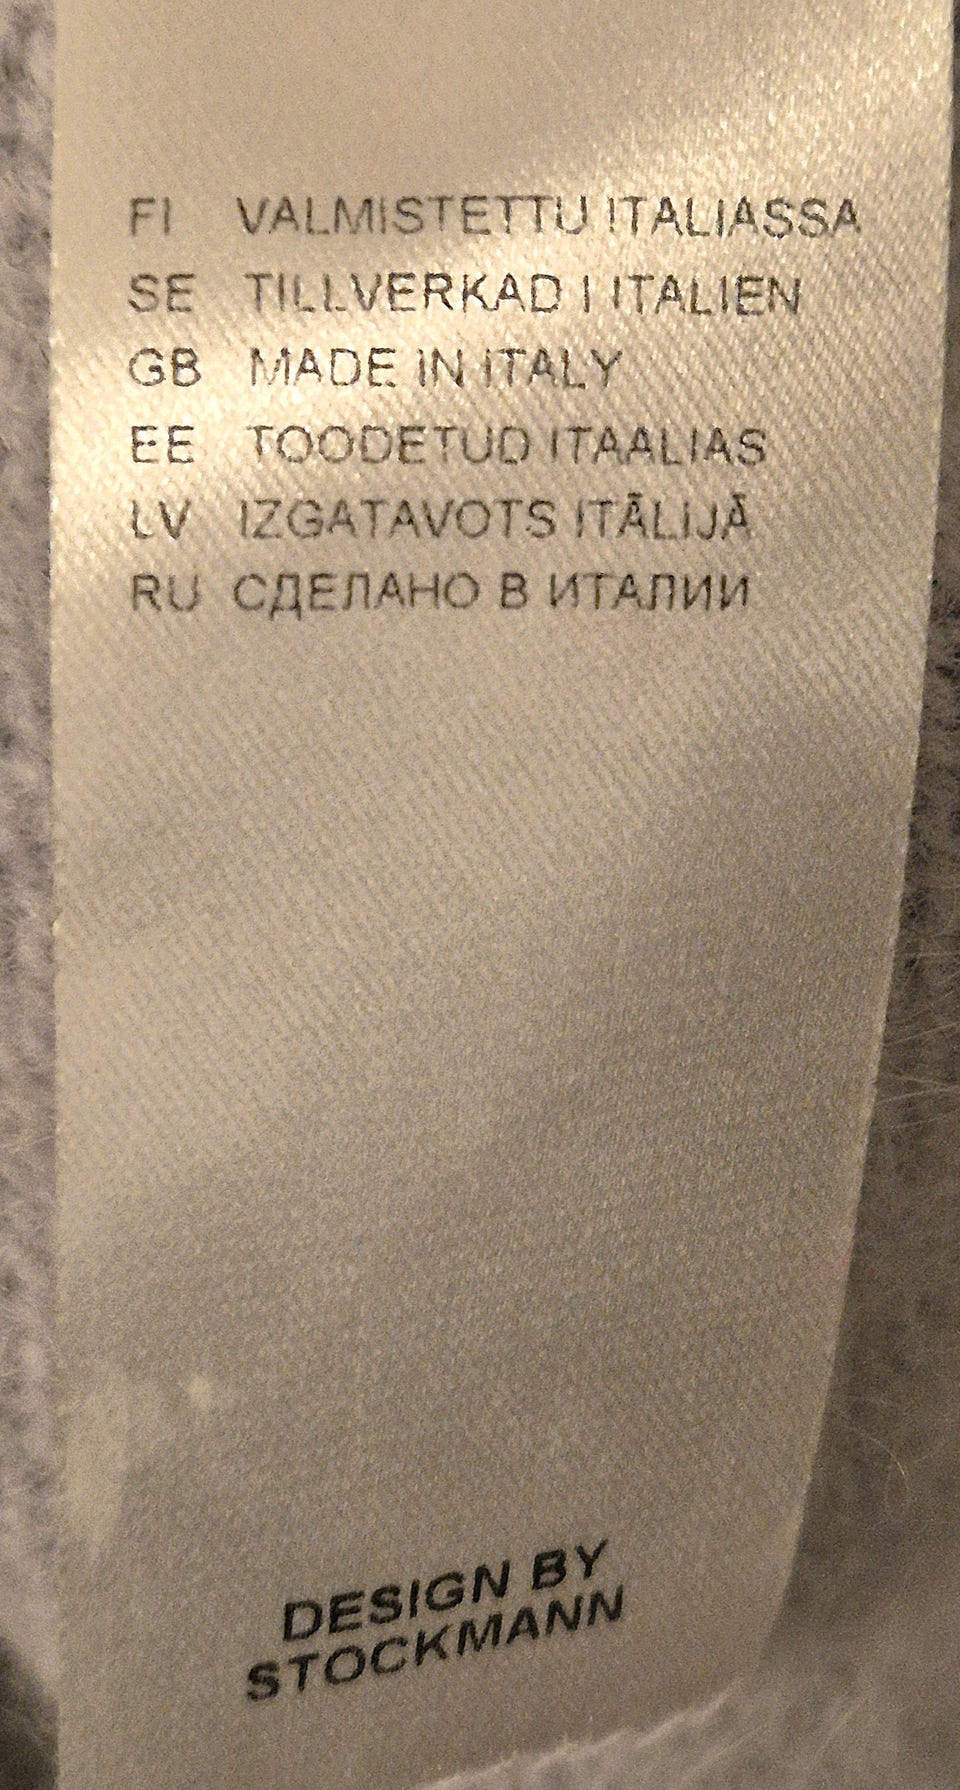 FI VALMISTETTU ITALIASSA
SE TILLVERKAD I ITALIEN
GB MADE IN ITALY
EE TOODETUD ITAALIAS
LV IZGATAVOTS ITĀLIJĀ
RU СДЕЛАНО В ИТАЛИИ
DESIGN BY
STOCKMANN